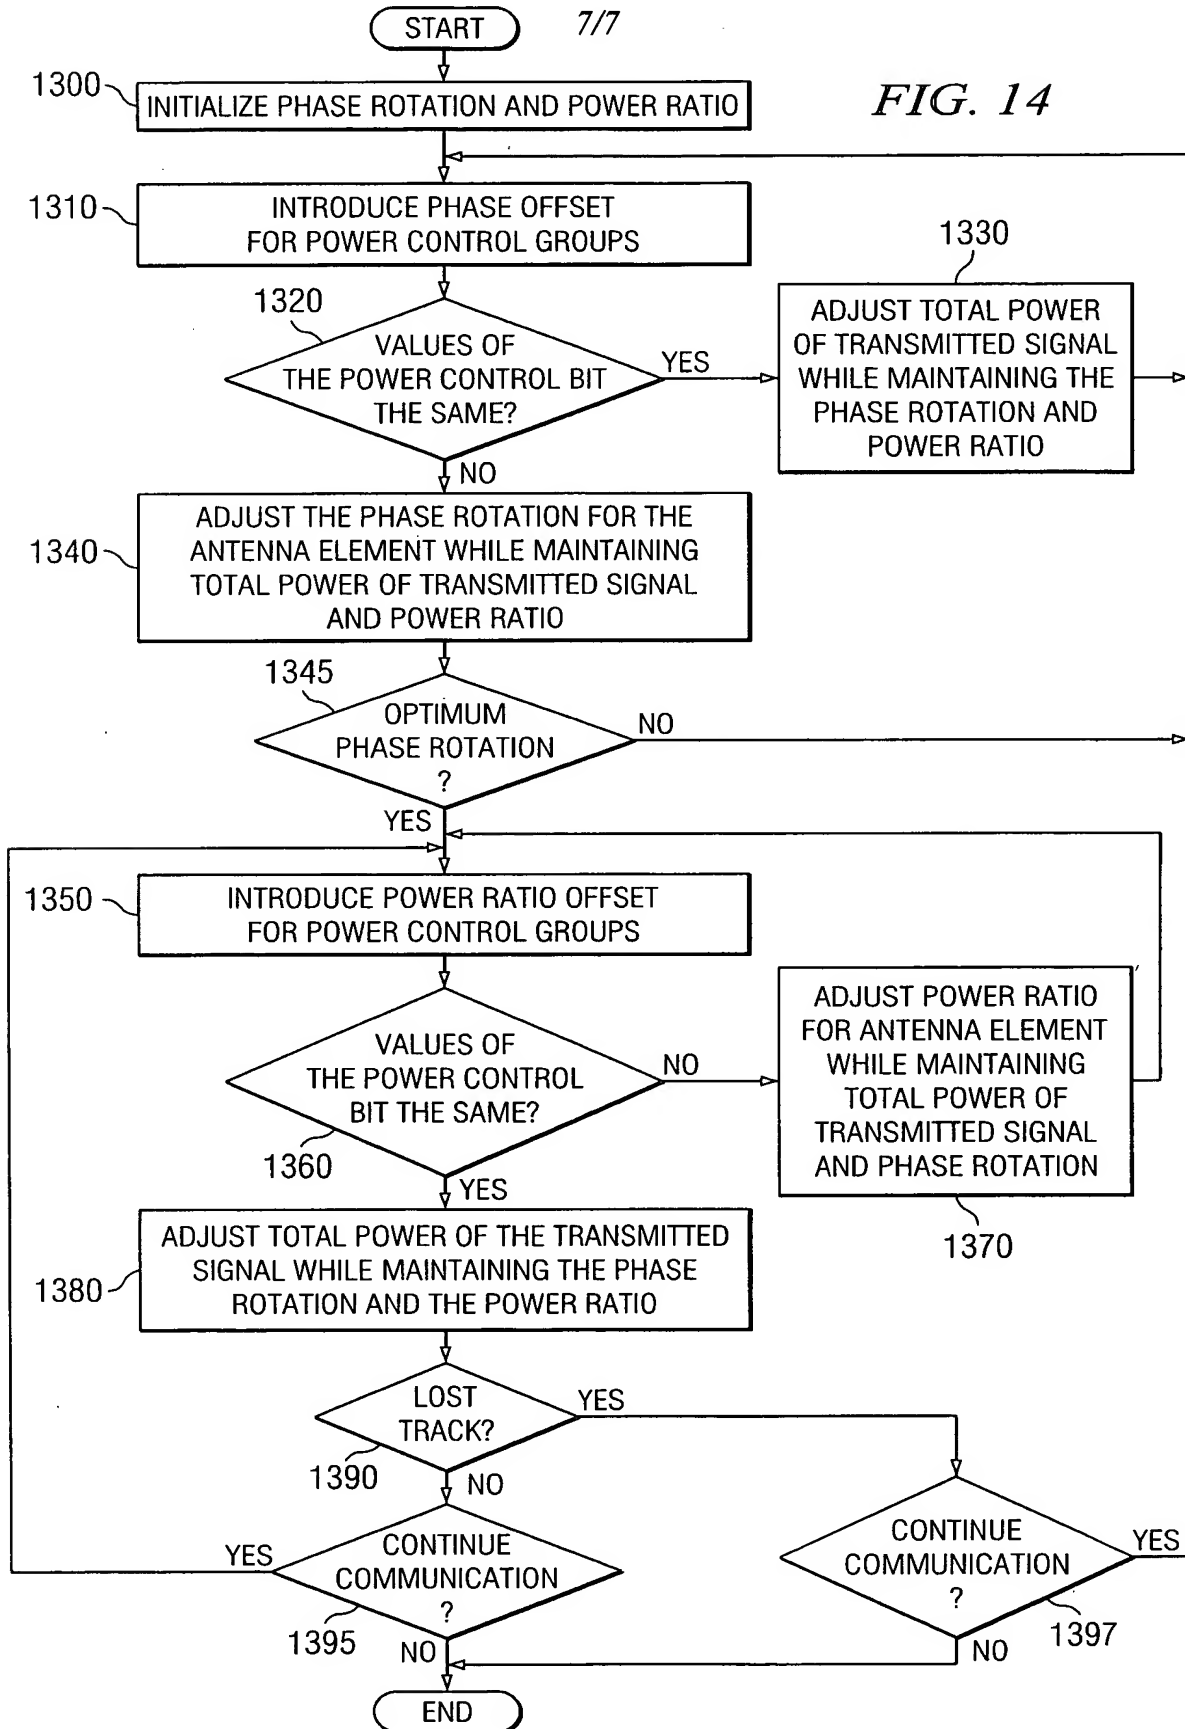 START
7/7
FIG. 14
1300
INITIALIZE PHASE ROTATION AND POWER RATIO
1310
INTRODUCE PHASE OFFSET
FOR POWER CONTROL GROUPS
1320
VALUES OF
THE POWER CONTROL BIT
THE SAME?
YES
1330
ADJUST TOTAL POWER
OF TRANSMITTED SIGNAL
WHILE MAINTAINING THE
PHASE ROTATION AND
POWER RATIO
NO
1340
ADJUST THE PHASE ROTATION FOR THE
ANTENNA ELEMENT WHILE MAINTAINING
TOTAL POWER OF TRANSMITTED SIGNAL
AND POWER RATIO
1345
OPTIMUM
PHASE ROTATION
?
NO
YES
1350
INTRODUCE POWER RATIO OFFSET
FOR POWER CONTROL GROUPS
VALUES OF
THE POWER CONTROL
BIT THE SAME?
1360
NO
ADJUST POWER RATIO
FOR ANTENNA ELEMENT
WHILE MAINTAINING
TOTAL POWER OF
TRANSMITTED SIGNAL
AND PHASE ROTATION
1370
YES
1380
ADJUST TOTAL POWER OF THE TRANSMITTED
SIGNAL WHILE MAINTAINING THE PHASE
ROTATION AND THE POWER RATIO
LOST
TRACK?
1390
YES
NO
CONTINUE
COMMUNICATION
?
1395
YES
NO
CONTINUE
COMMUNICATION
?
1397
YES
NO
END